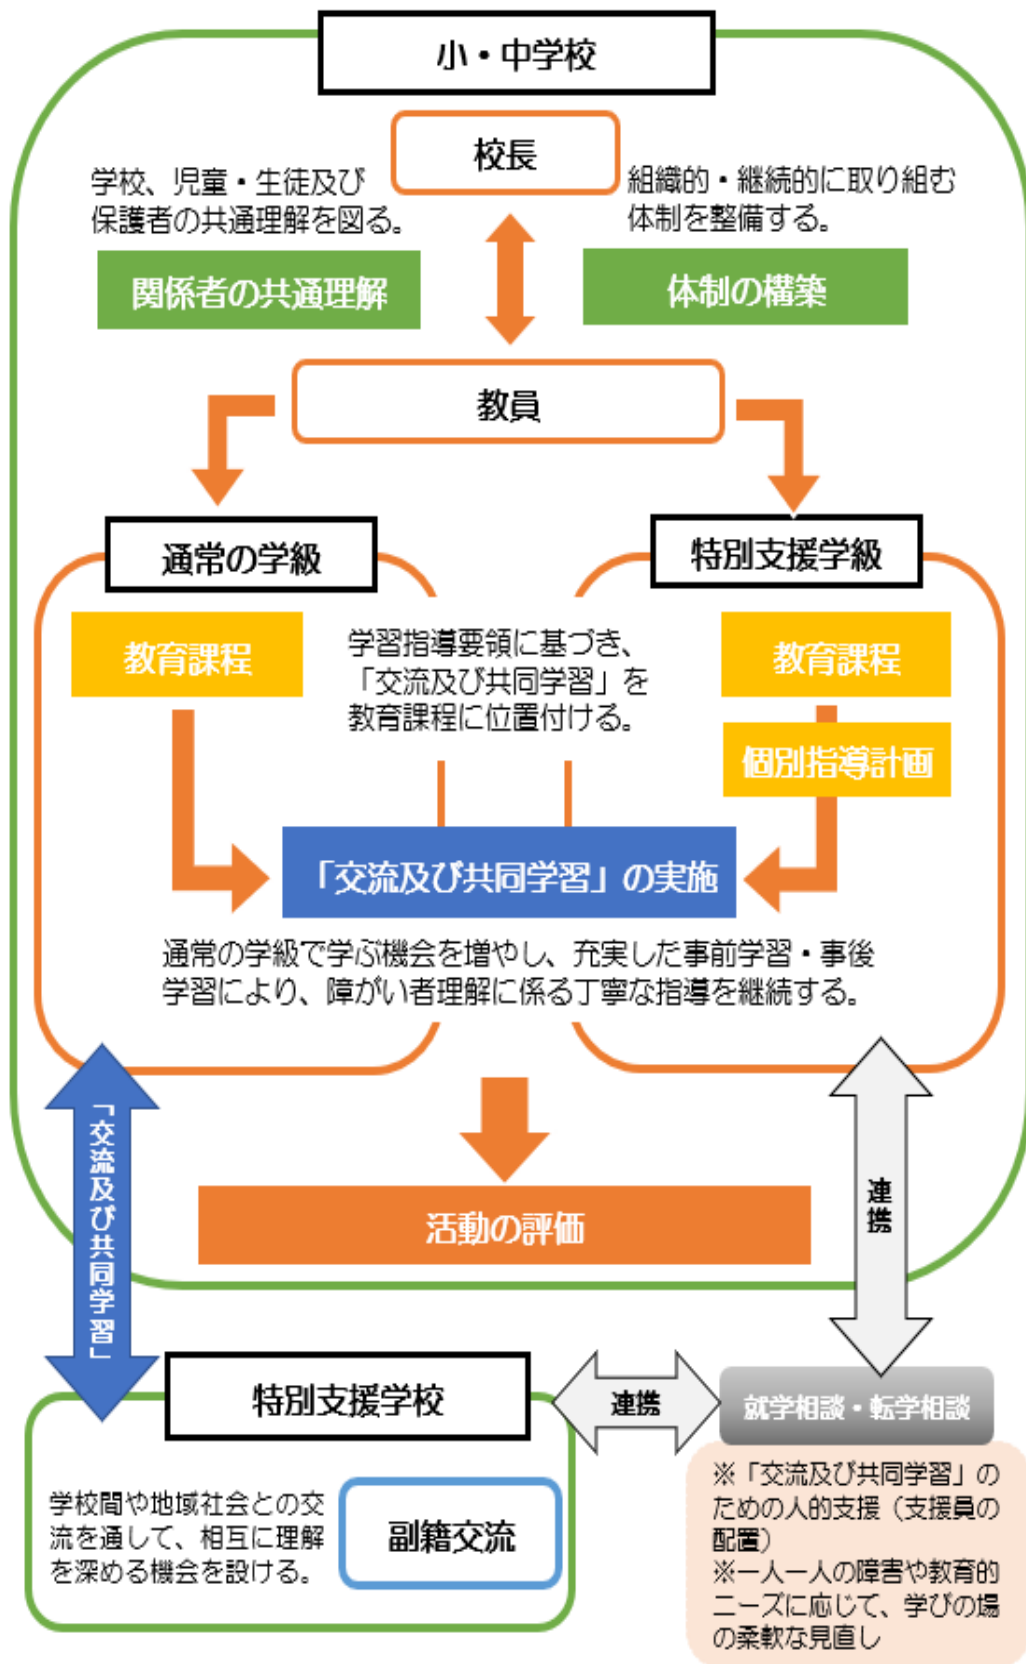 小・中学校
校長
学校、児童・生徒及び
保護者の共通理解を図る。
組織的・継続的に取り組む
体制を整備する。
関係者の共通理解
体制の構築
教員
通常の学級
特別支援学級
教育課程
学習指導要領に基づき、
「交流及び共同学習」を
教育課程に位置付ける。
教育課程
個別指導計画
「交流及び共同学習」の実施
通常の学級で学ぶ機会を増やし、充実した事前学習・事後
学習により、障がい者理解に係る丁寧な指導を継続する。
「交流及び共同学習」
連携
活動の評価
特別支援学校
連携
就学相談・転学相談
学校間や地域社会との交
流を通して、相互に理解
を深める機会を設ける。
副籍交流
※「交流及び共同学習」の
ための人的支援（支援員の
配置）
※一人一人の障害や教育的
ニーズに応じて、学びの場
の柔軟な見直し